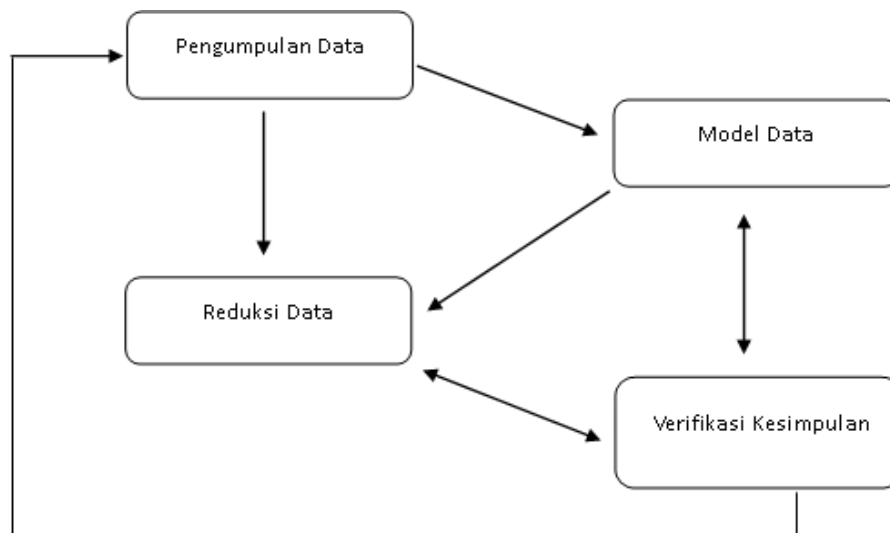 Pengumpulan Data
Model Data
Reduksi Data
Verifikasi Kesimpulan